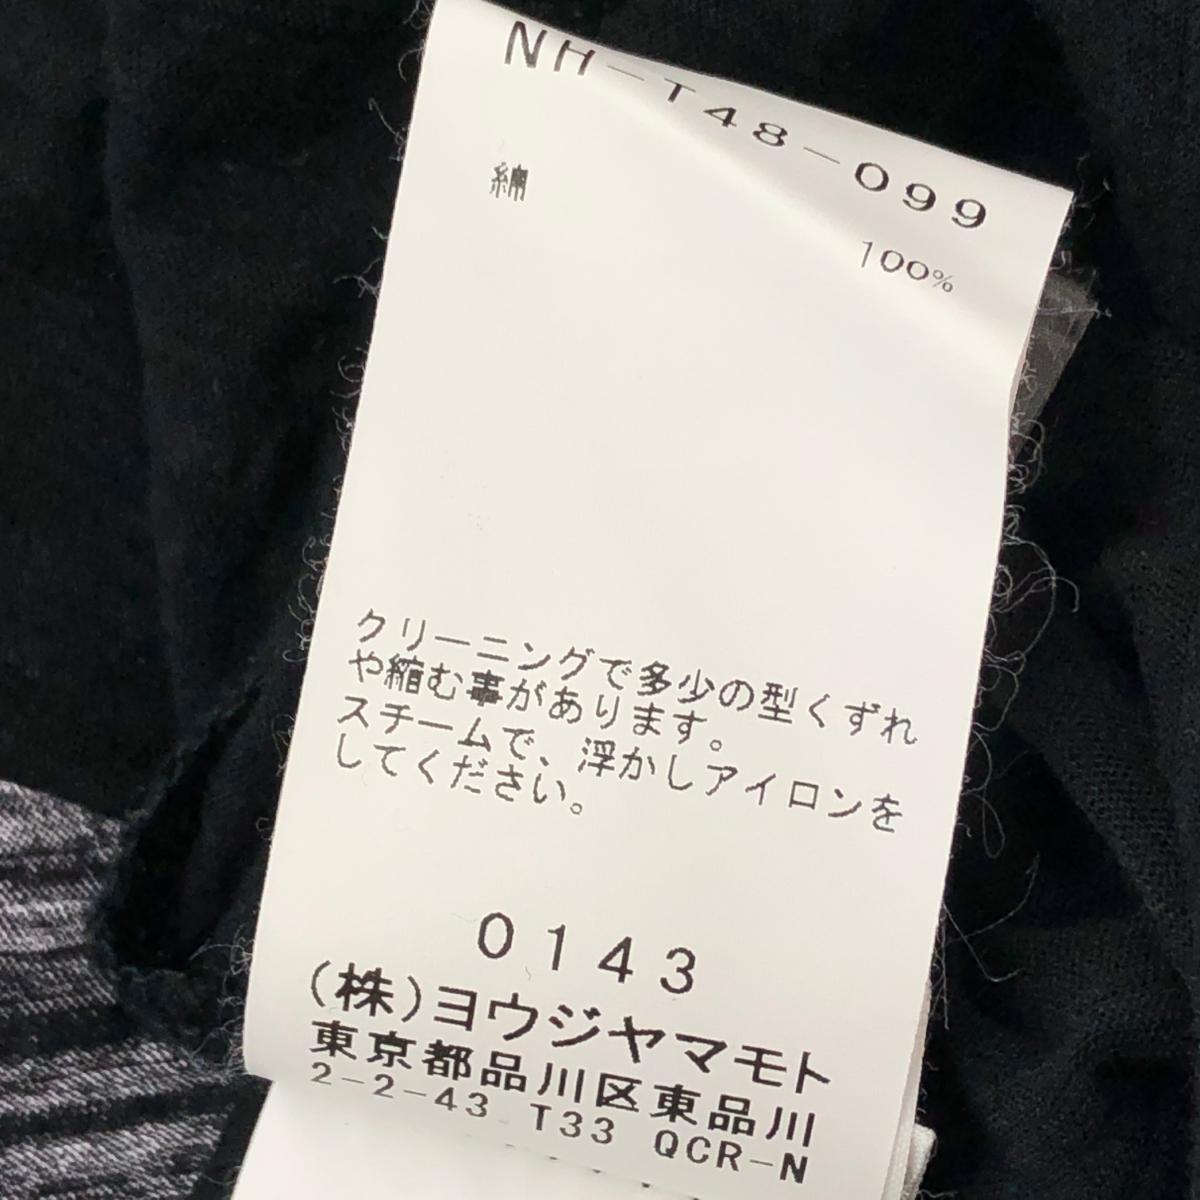 NH-T48-099
綿
100%
クリーニングで多少の型くずれ
や縮む事があります。
スチームで、浮かしアイロンを
してください。
0143
(株)ヨウジヤマモト
東京都品川区東品川
2-2-43 T33 QCR-N